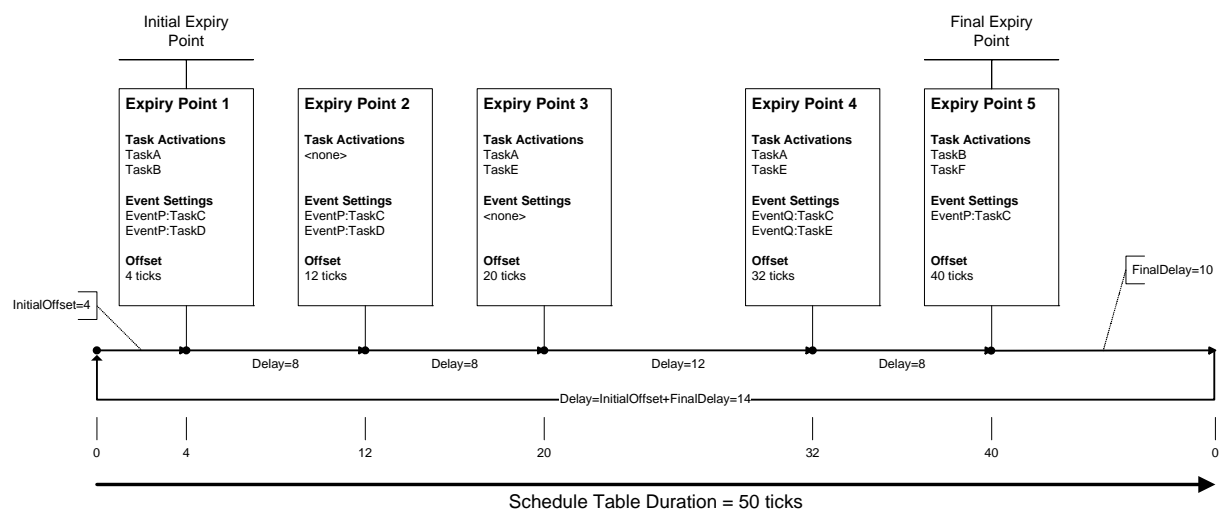 Initial Expiry
Point
Final Expiry
Point
Expiry Point 1
Task Activations
TaskA
TaskB
Event Settings
EventP:TaskC
EventP:TaskD
Offset
4 ticks
Expiry Point 2
Task Activations
<none>
Event Settings
EventP:TaskC
EventP:TaskD
Offset
12 ticks
Expiry Point 3
Task Activations
TaskA
TaskE
Event Settings
<none>
Offset
20 ticks
Expiry Point 4
Task Activations
TaskA
TaskE
Event Settings
EventQ:TaskC
EventQ:TaskE
Offset
32 ticks
Expiry Point 5
Task Activations
TaskB
TaskF
Event Settings
EventP:TaskC
Offset
40 ticks
InitialOffset=4
FinalDelay=10
Delay=8
Delay=8
Delay=12
Delay=8
Delay=InitialOffset+FinalDelay=14
0
4
12
20
32
40
0
Schedule Table Duration = 50 ticks